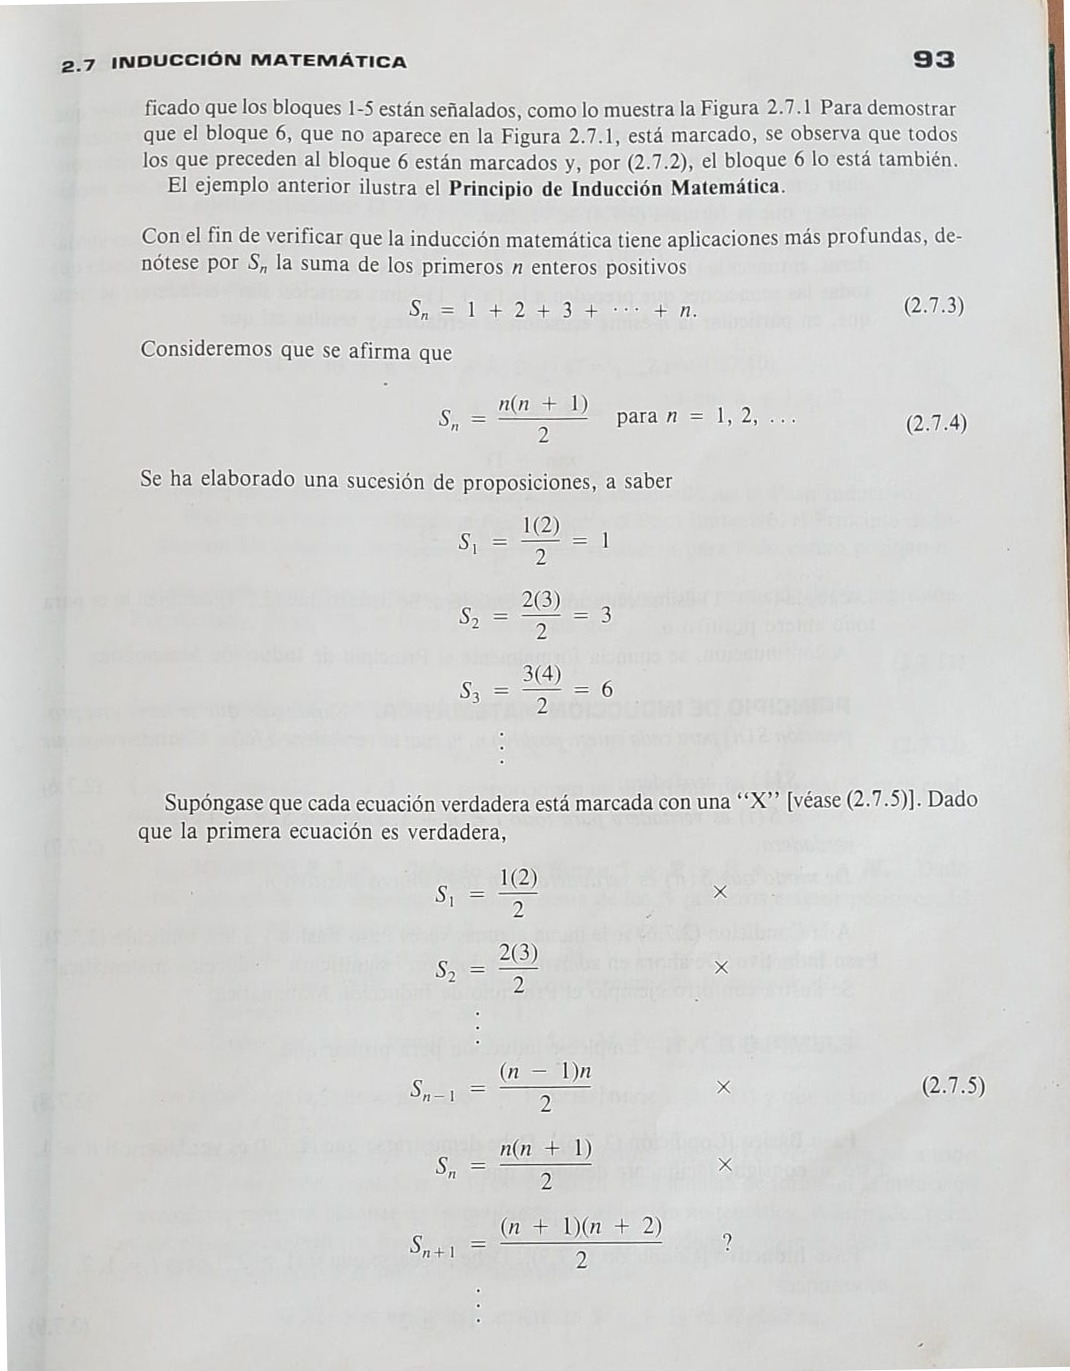 2.7 INDUCCIÓN MATEMÁTICA 93
ficado que los bloques 1-5 están señalados, como lo muestra la Figura 2.7.1 Para demostrar
que el bloque 6, que no aparece en la Figura 2.7.1, está marcado, se observa que todos
los que preceden al bloque 6 están marcados y, por (2.7.2), el bloque 6 lo está también.
El ejemplo anterior ilustra el Principio de Inducción Matemática.
Con el fin de verificar que la inducción matemática tiene aplicaciones más profundas, de-
nótese por Sₙ la suma de los primeros n enteros positivos
Sₙ = 1 + 2 + 3 + ··· + n. (2.7.3)
Consideremos que se afirma que
Sₙ = n(n + 1)/2 para n = 1, 2, ... (2.7.4)
Se ha elaborado una sucesión de proposiciones, a saber
S₁ = 1(2)/2 = 1
S₂ = 2(3)/2 = 3
S₃ = 3(4)/2 = 6
⋮
Supóngase que cada ecuación verdadera está marcada con una “X” [véase (2.7.5)]. Dado
que la primera ecuación es verdadera,
S₁ = 1(2)/2 ×
S₂ = 2(3)/2 ×
⋮
Sₙ₋₁ = (n − 1)n/2 × (2.7.5)
Sₙ = n(n + 1)/2 ×
Sₙ₊₁ = (n + 1)(n + 2)/2 ?
⋮